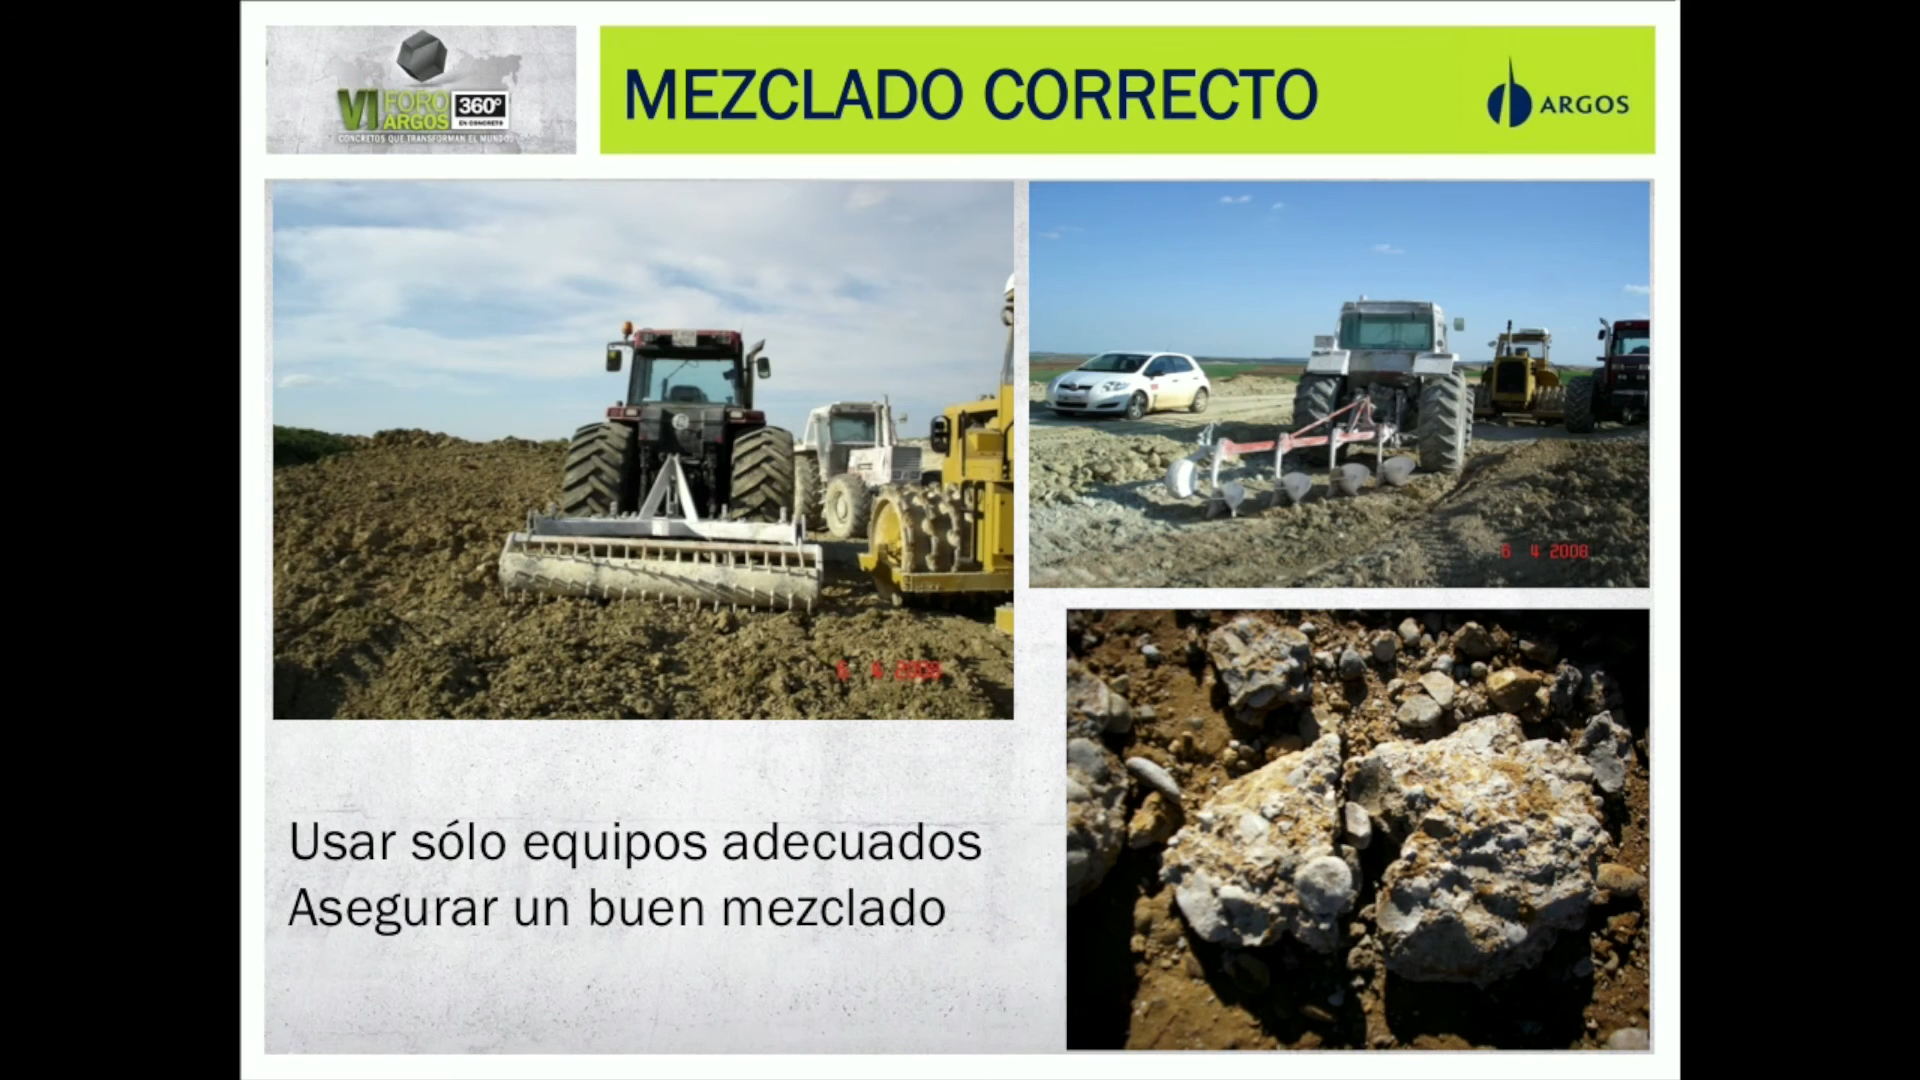 VI FORO ARGOS 360°
EN CONCRETO
CONCRETOS QUE TRANSFORMAN EL MUNDO
MEZCLADO CORRECTO
ARGOS
6 4 2008
6 4 2008
Usar sólo equipos adecuados
Asegurar un buen mezclado